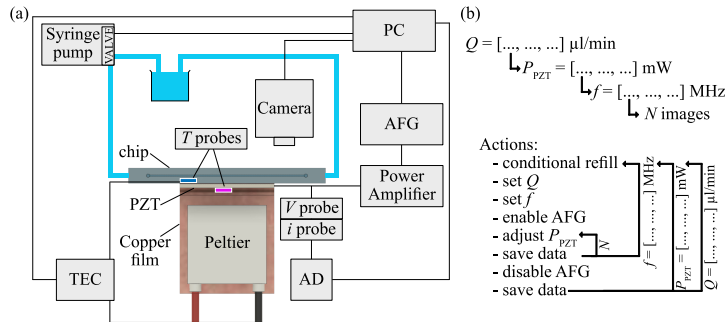 (a)
Syringe
pump
VALVE
PC
Camera
AFG
T probes
chip
Power
Amplifier
PZT
V probe
i probe
Copper
film
Peltier
TEC
AD
(b)
Q = [..., ..., ...] µl/min
P_PZT = [..., ..., ...] mW
f = [..., ..., ...] MHz
N images
Actions:
- conditional refill
- set Q
- set f
- enable AFG
- adjust P_PZT
- save data
- disable AFG
- save data
N
f = [..., ..., ...] MHz
P_PZT = [..., ..., ...] mW
Q = [..., ..., ...] µl/min